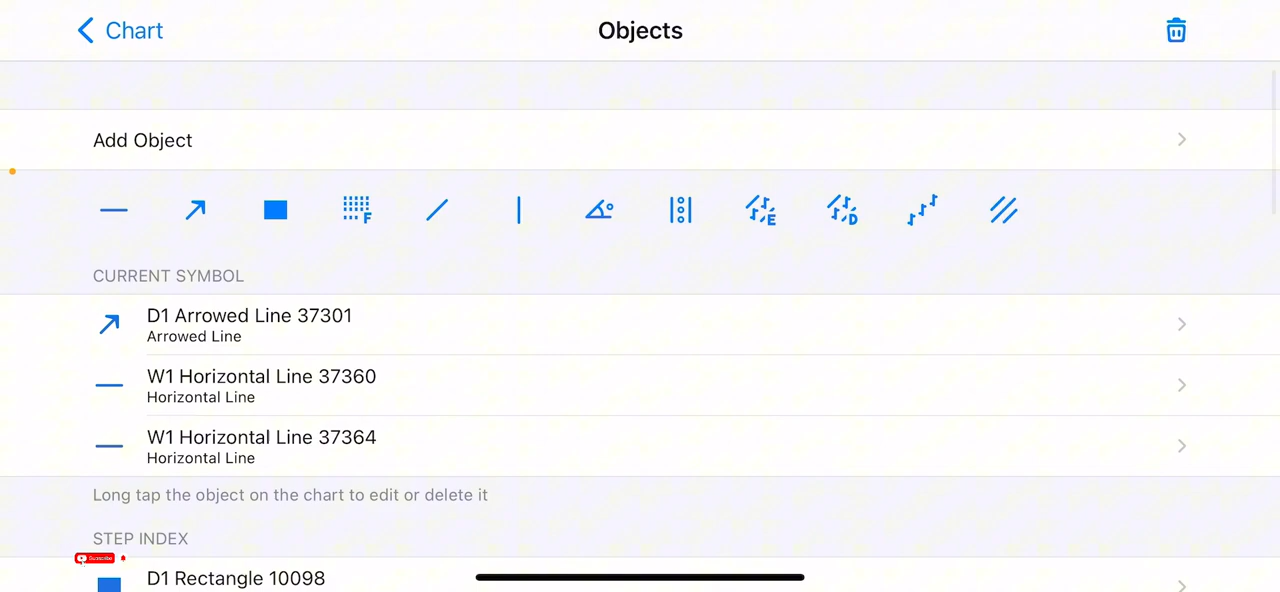 Chart
Objects
Add Object
F
E
D
CURRENT SYMBOL
D1 Arrowed Line 37301
Arrowed Line
W1 Horizontal Line 37360
Horizontal Line
W1 Horizontal Line 37364
Horizontal Line
Long tap the object on the chart to edit or delete it
STEP INDEX
Subscribe
D1 Rectangle 10098